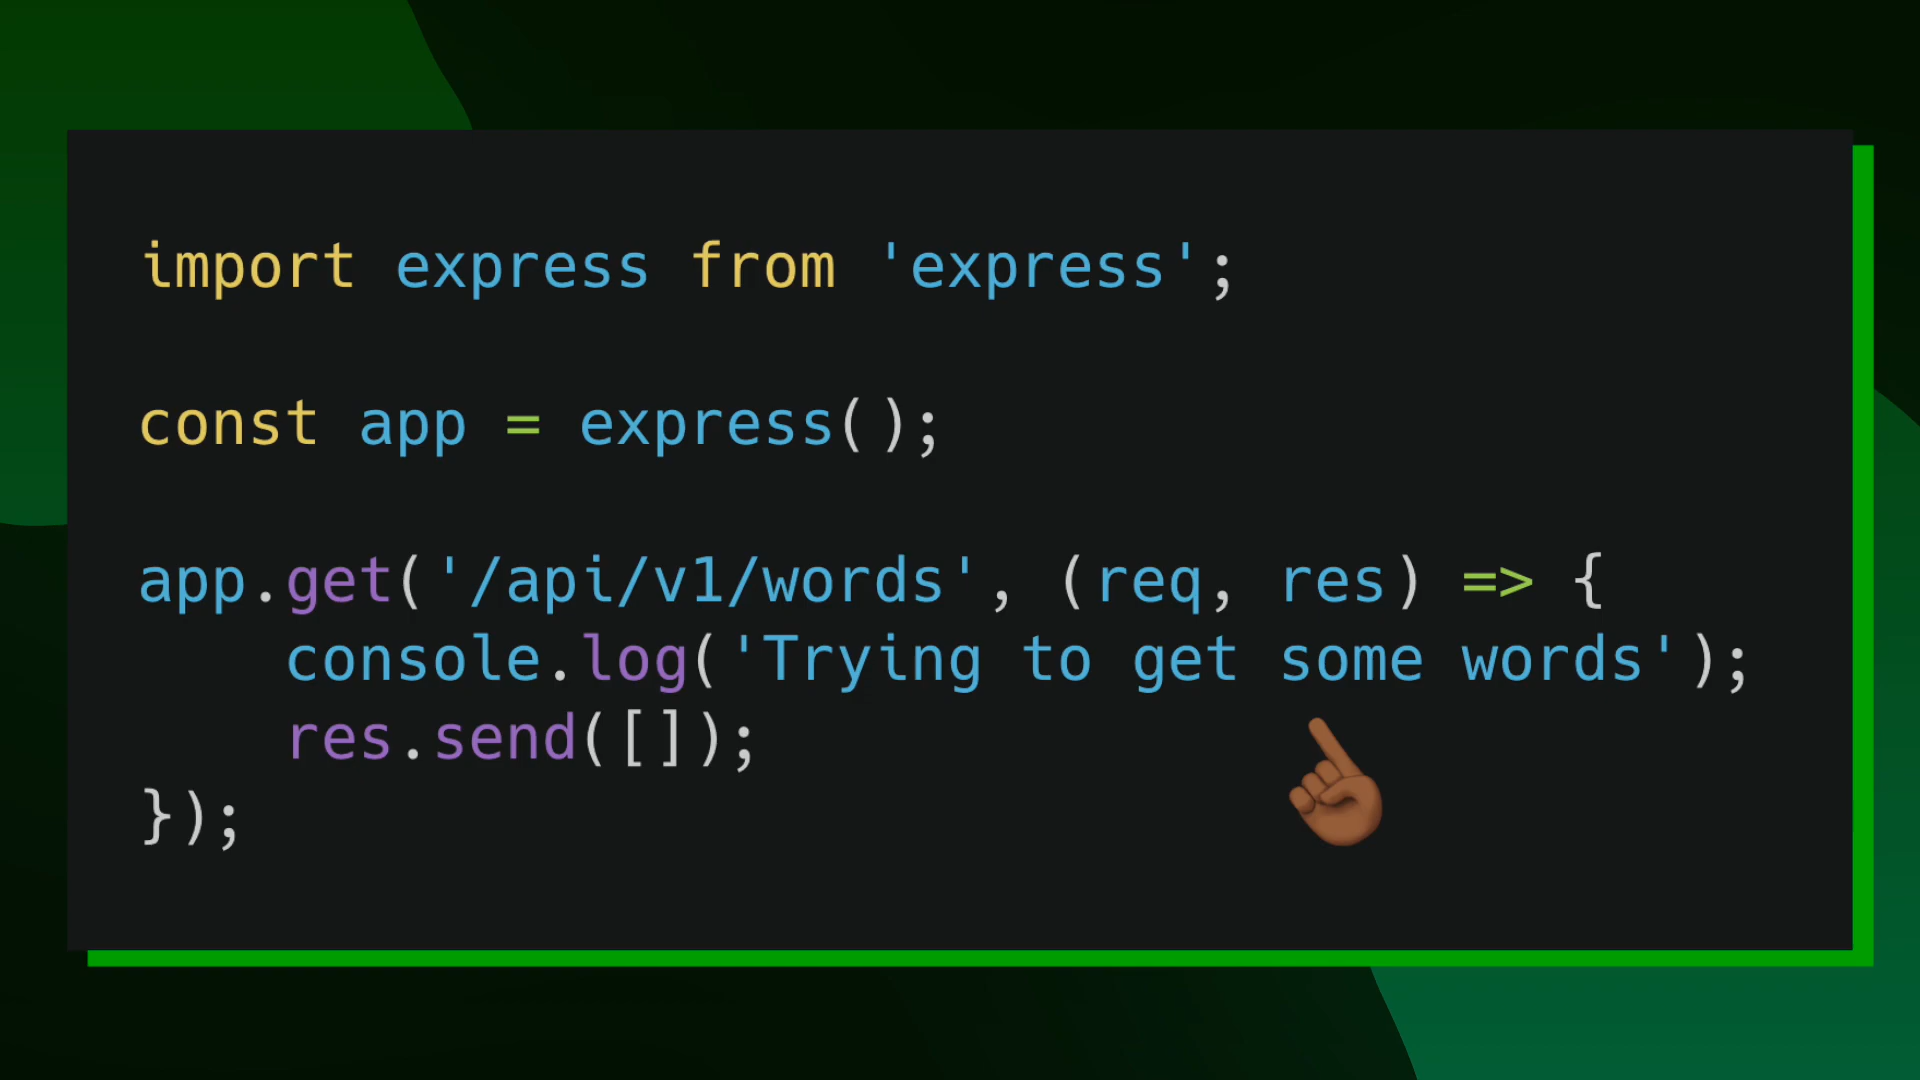 import express from 'express';
const app = express();
app.get('/api/v1/words', (req, res) => {
    console.log('Trying to get some words');
    res.send([]);
});